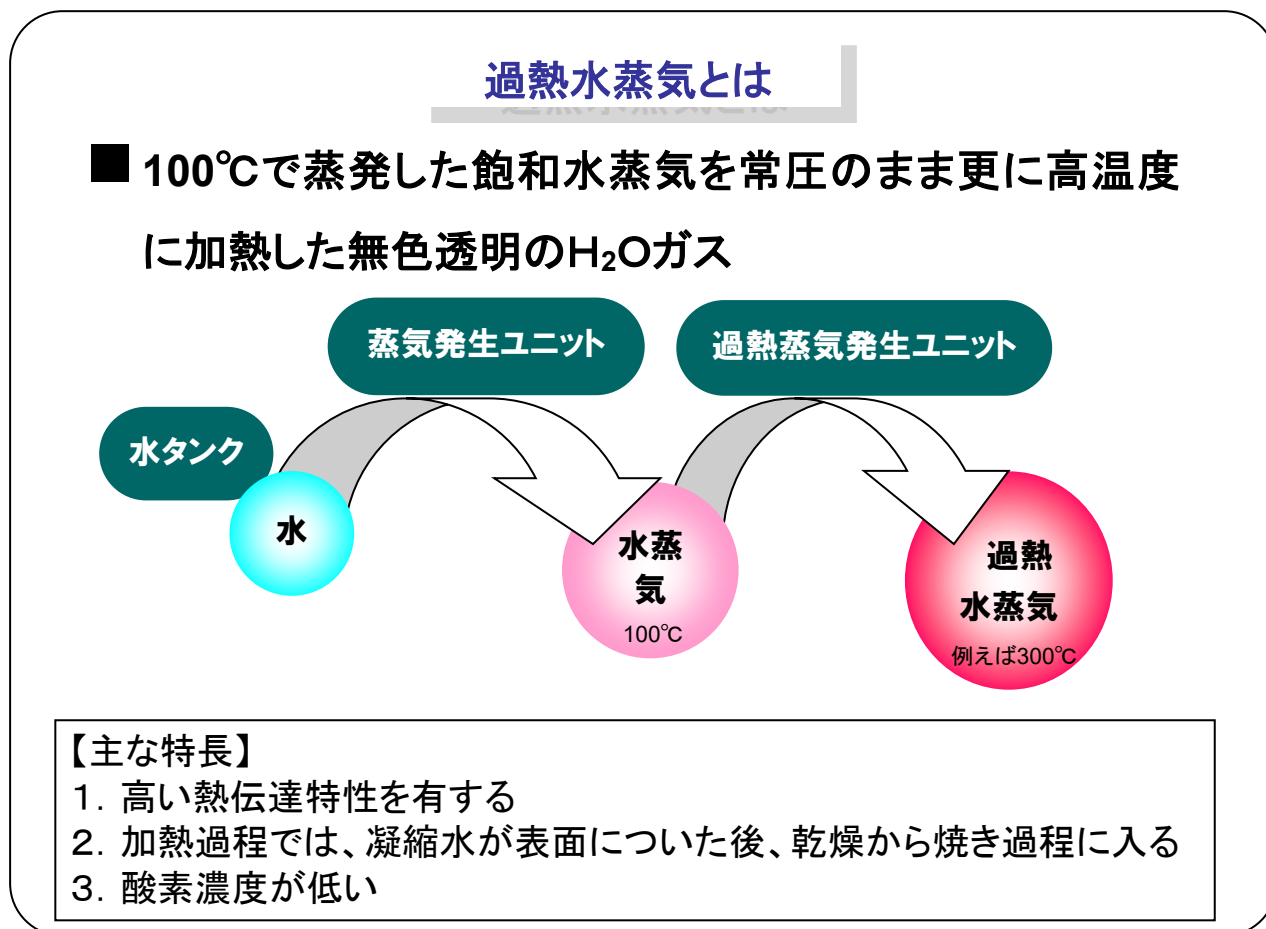 過熱水蒸気とは
■ 100℃で蒸発した飽和水蒸気を常圧のまま更に高温度
に加熱した無色透明のH₂Oガス
蒸気発生ユニット
過熱蒸気発生ユニット
水タンク
水
水蒸
気
100℃
過熱
水蒸気
例えば300℃
【主な特長】
１．高い熱伝達特性を有する
２．加熱過程では、凝縮水が表面についた後、乾燥から焼き過程に入る
３．酸素濃度が低い